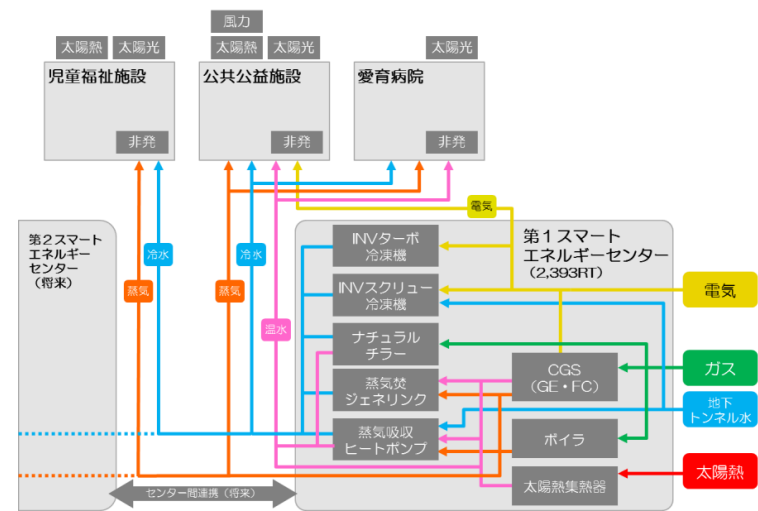 風力
太陽熱
太陽光
太陽熱
太陽光
太陽光
児童福祉施設
公共公益施設
愛育病院
非発
非発
非発
電気
第2スマート
エネルギー
センター
（将来）
冷水
冷水
蒸気
蒸気
温水
INVターボ
冷凍機
第1スマート
エネルギーセンター
（2,393RT）
INVスクリュー
冷凍機
電気
ナチュラル
チラー
CGS
（GE・FC）
ガス
蒸気焚
ジェネリンク
地下
トンネル水
蒸気吸収
ヒートポンプ
ボイラ
太陽熱集熱器
太陽熱
センター間連携（将来）